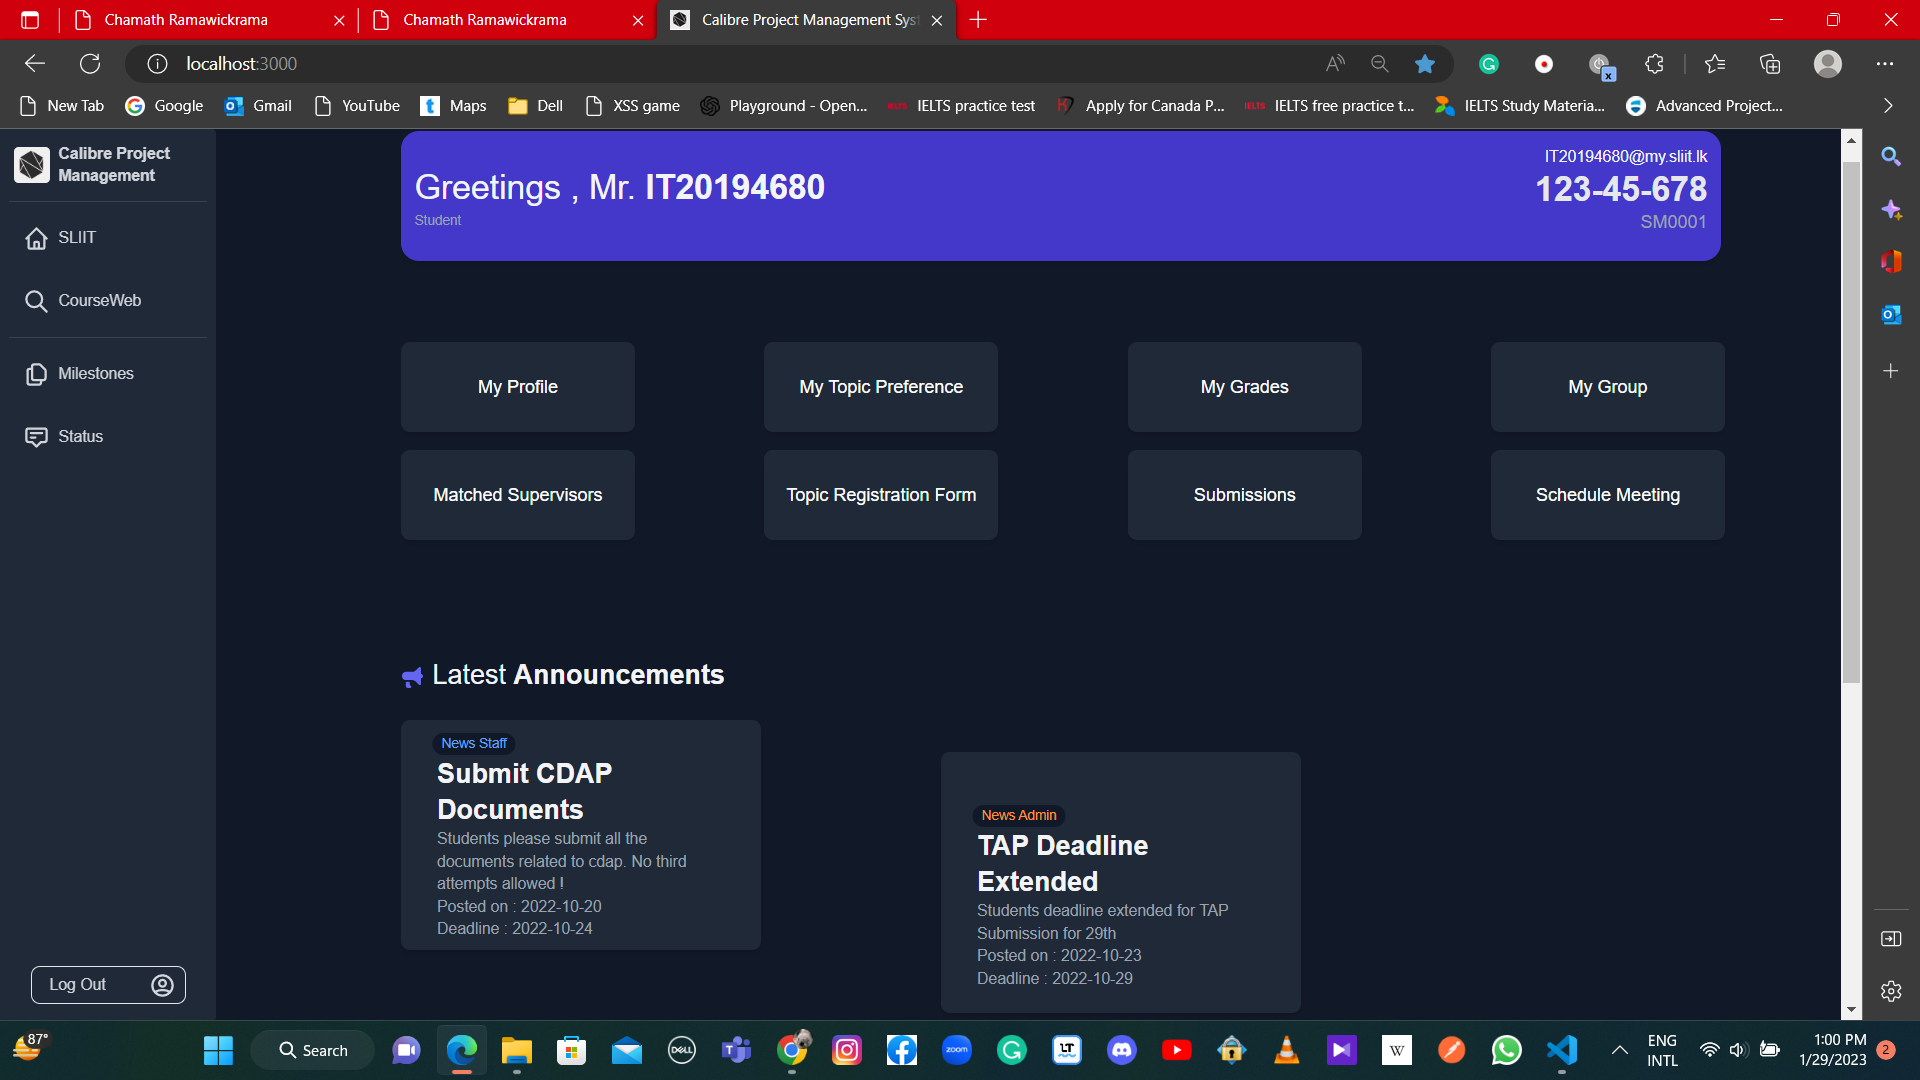 Chamath Ramawickrama
Chamath Ramawickrama
Calibre Project Management Syst
localhost:3000
New Tab
Google
Gmail
YouTube
Maps
Dell
XSS game
Playground - Open...
IELTS practice test
Apply for Canada P...
IELTS free practice t...
IELTS Study Materia...
Advanced Project...
Calibre Project
Management
SLIIT
CourseWeb
Milestones
Status
Log Out
Greetings , Mr. IT20194680
Student
IT20194680@my.sliit.lk
123-45-678
SM0001
My Profile
My Topic Preference
My Grades
My Group
Matched Supervisors
Topic Registration Form
Submissions
Schedule Meeting
Latest Announcements
News Staff
Submit CDAP
Documents
Students please submit all the
documents related to cdap. No third
attempts allowed !
Posted on : 2022-10-20
Deadline : 2022-10-24
News Admin
TAP Deadline
Extended
Students deadline extended for TAP
Submission for 29th
Posted on : 2022-10-23
Deadline : 2022-10-29
87°
Search
DELL
zoom
LT
W
ENG
INTL
1:00 PM
1/29/2023
2